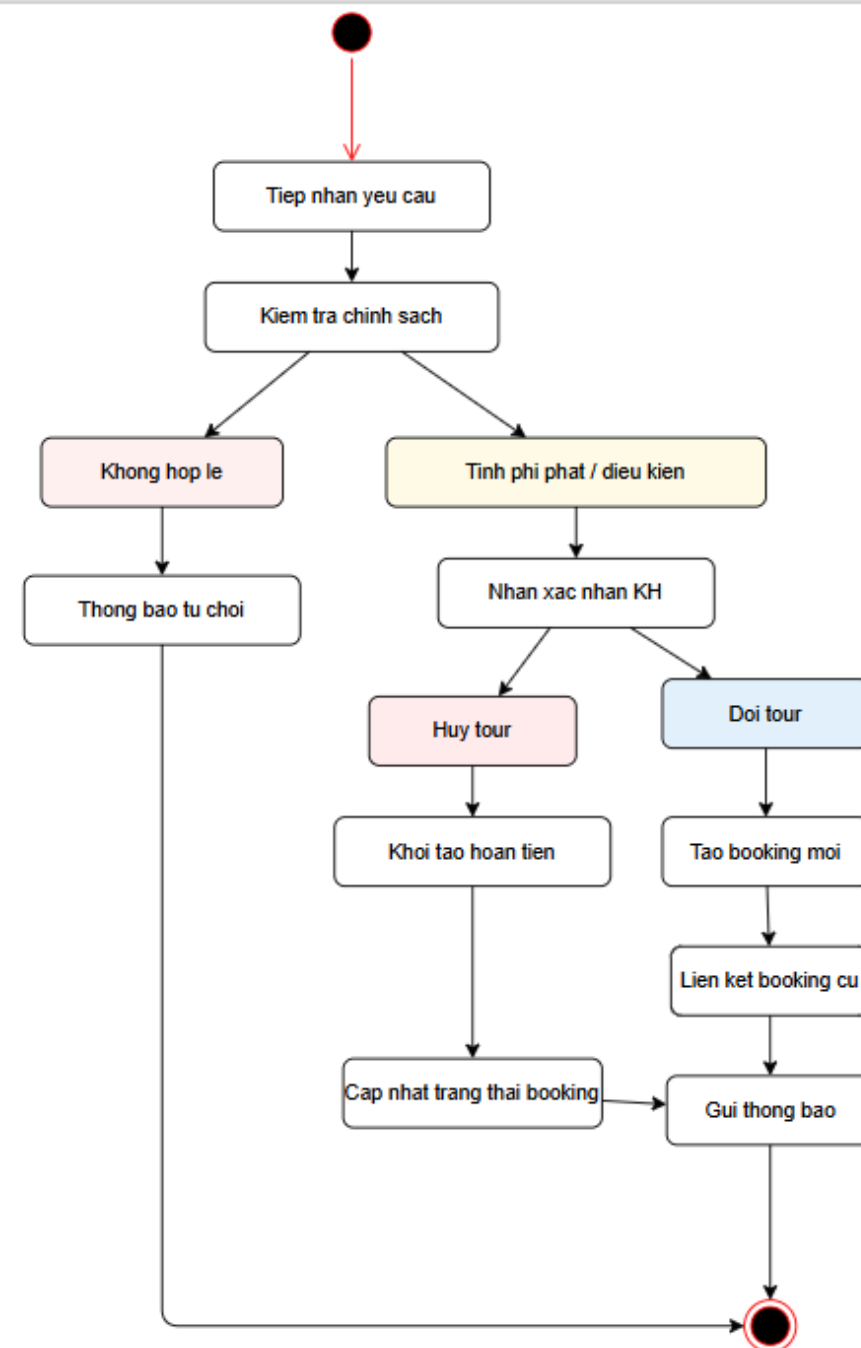 Tiep nhan yeu cau
Kiem tra chinh sach
Khong hop le
Tinh phi phat / dieu kien
Thong bao tu choi
Nhan xac nhan KH
Huy tour
Doi tour
Khoi tao hoan tien
Tao booking moi
Lien ket booking cu
Cap nhat trang thai booking
Gui thong bao